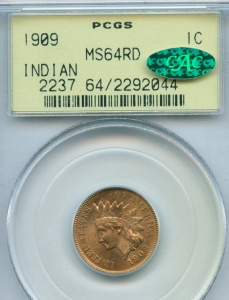 PCGS
1909 1C
INDIAN MS64RD
2237 64/2292044
CAC